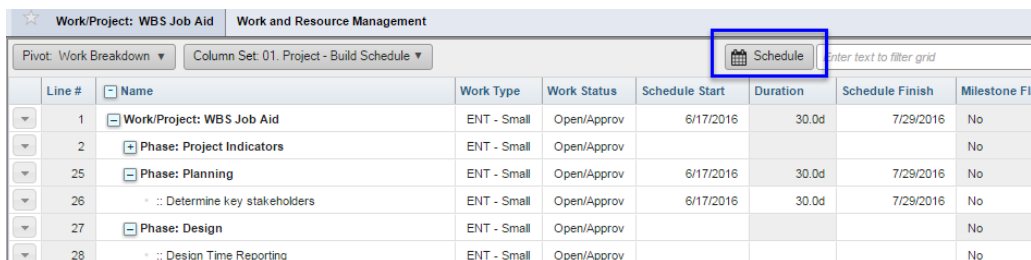 Work/Project: WBS Job Aid Work and Resource Management
Pivot: Work Breakdown Column Set: 01. Project - Build Schedule Schedule Enter text to filter grid
Line # Name Work Type Work Status Schedule Start Duration Schedule Finish Milestone Fl
1 Work/Project: WBS Job Aid ENT - Small Open/Approv 6/17/2016 30.0d 7/29/2016 No
2 Phase: Project Indicators ENT - Small Open/Approv No
25 Phase: Planning ENT - Small Open/Approv 6/17/2016 30.0d 7/29/2016 No
26 :: Determine key stakeholders ENT - Small Open/Approv 6/17/2016 30.0d 7/29/2016 No
27 Phase: Design ENT - Small Open/Approv No
28 :: Design Time Reporting ENT - Small Open/Approv No